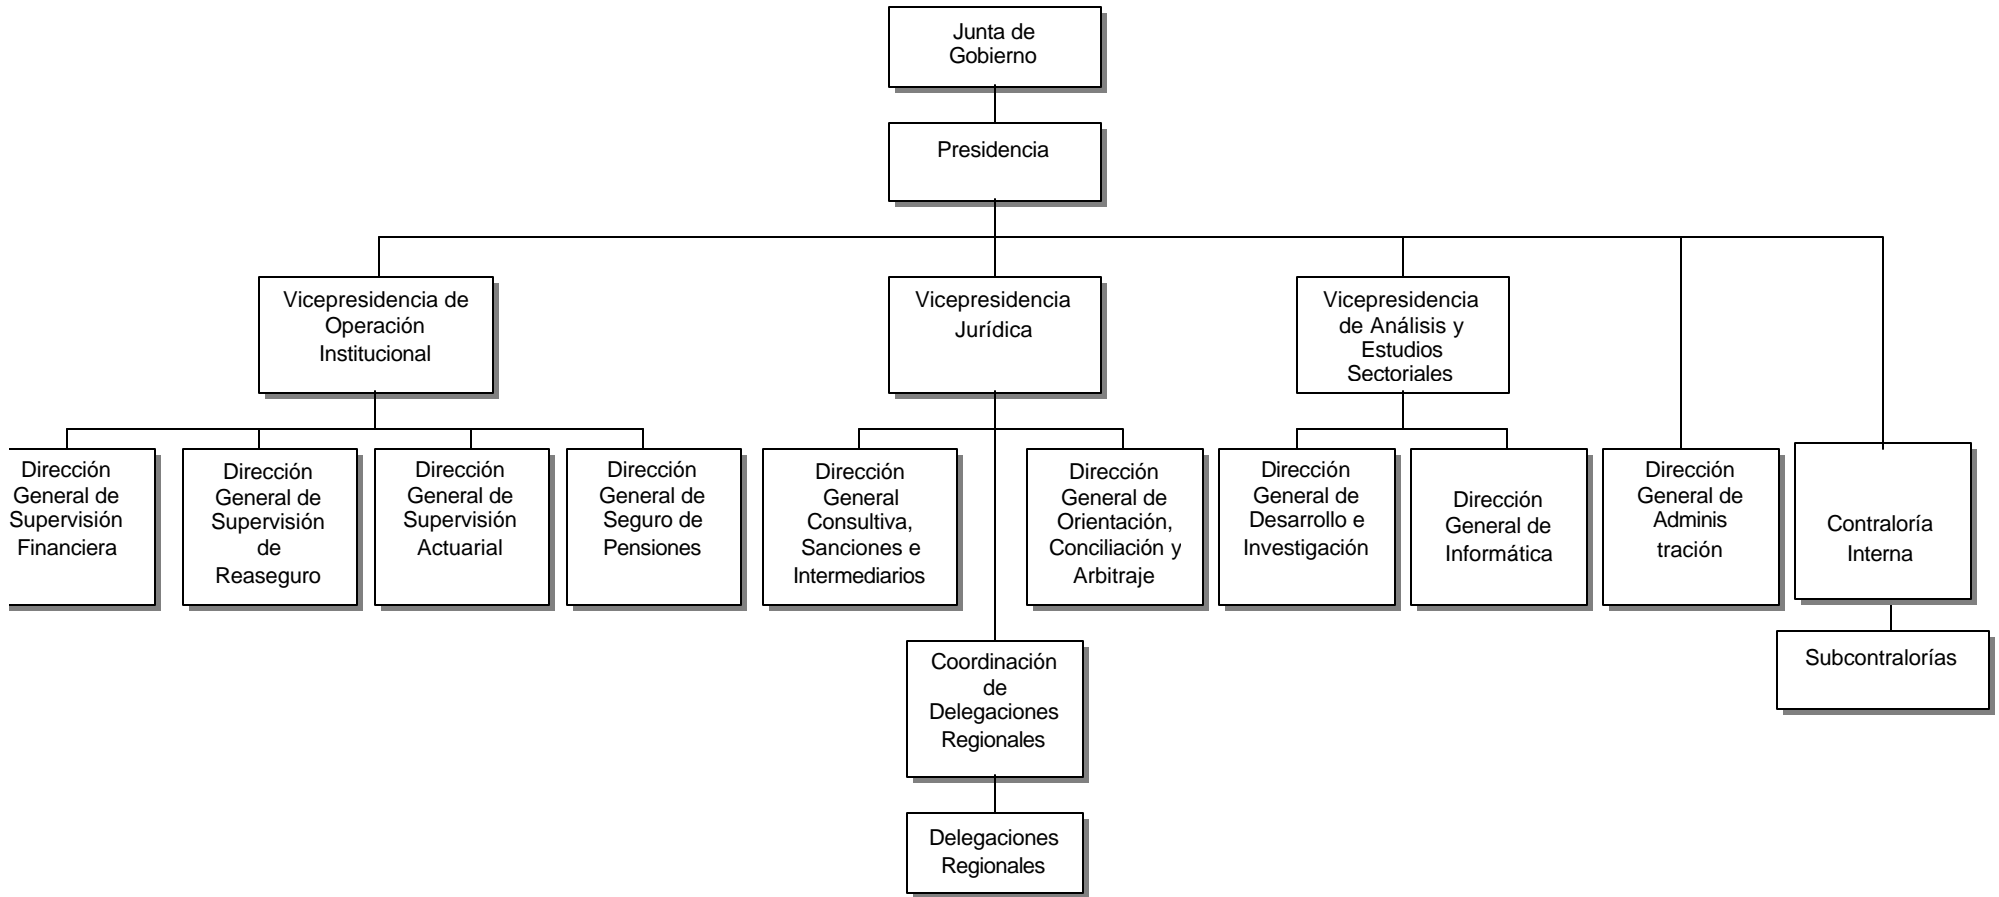 Junta de
Gobierno
Presidencia
Vicepresidencia de
Operación
Institucional
Vicepresidencia
Jurídica
Vicepresidencia
de Análisis y
Estudios
Sectoriales
Dirección
General de
Supervisión
Financiera
Dirección
General de
Supervisión
de
Reaseguro
Dirección
General de
Supervisión
Actuarial
Dirección
General de
Seguro de
Pensiones
Dirección
General
Consultiva,
Sanciones e
Intermediarios
Dirección
General de
Orientación,
Conciliación y
Arbitraje
Dirección
General de
Desarrollo e
Investigación
Dirección
General de
Informática
Dirección
General de
Adminis
tración
Contraloría
Interna
Coordinación
de
Delegaciones
Regionales
Subcontralorías
Delegaciones
Regionales